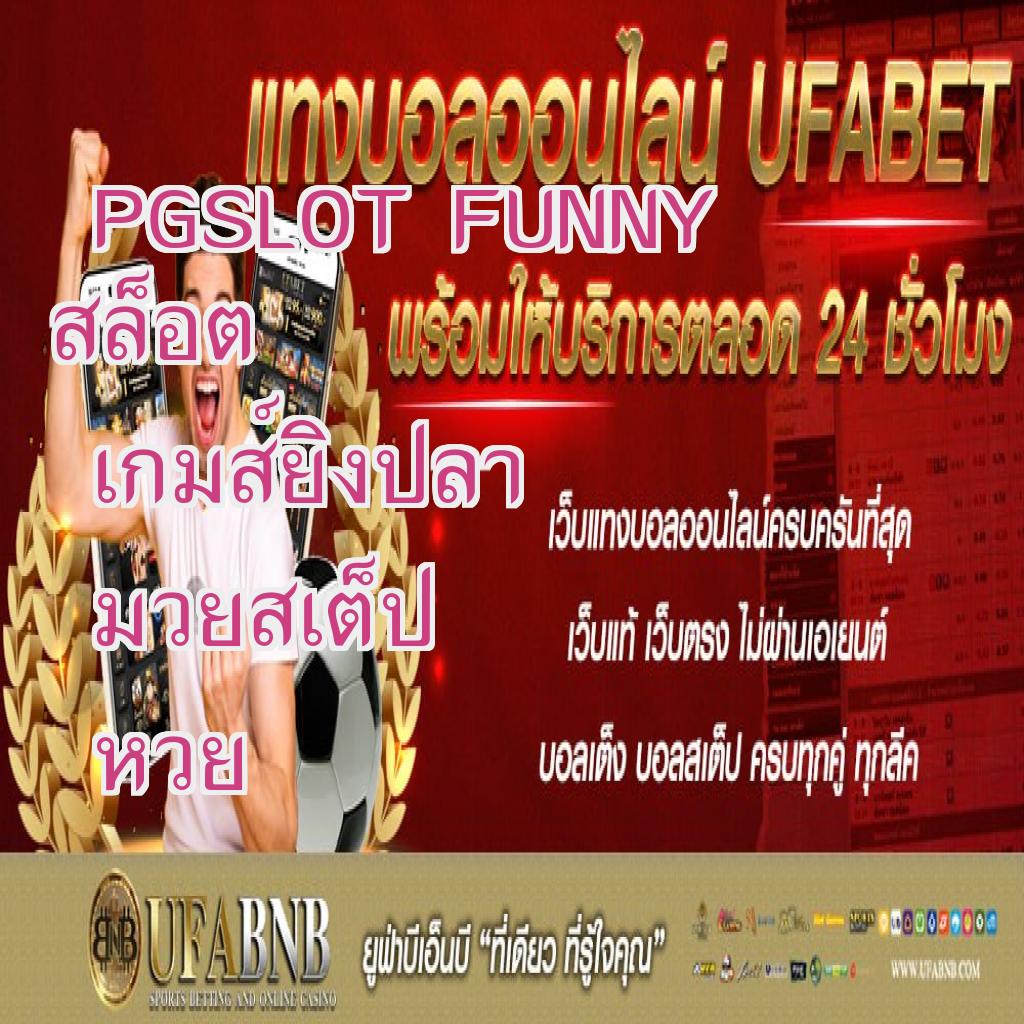 แทงบอลออนไลน์ UFABET
PGSLOT FUNNY
สล็อต
พร้อมให้บริการตลอด 24 ชั่วโมง
เกมส์ยิงปลา
เว็บแทงบอลออนไลน์ครบครันที่สุด
มวยสเต็ป
เว็บแท้ เว็บตรง ไม่ผ่านเอเยนต์
หวย
บอลเต็ง บอลสเต็ป ครบทุกคู่ ทุกลีค
BNB
UFABNB
SPORTS BETTING AND ONLINE CASINO
ยูฟ่าบีเอ็นบี “ที่เดียว ที่รู้ใจคุณ”
WWW.UFABNB.COM